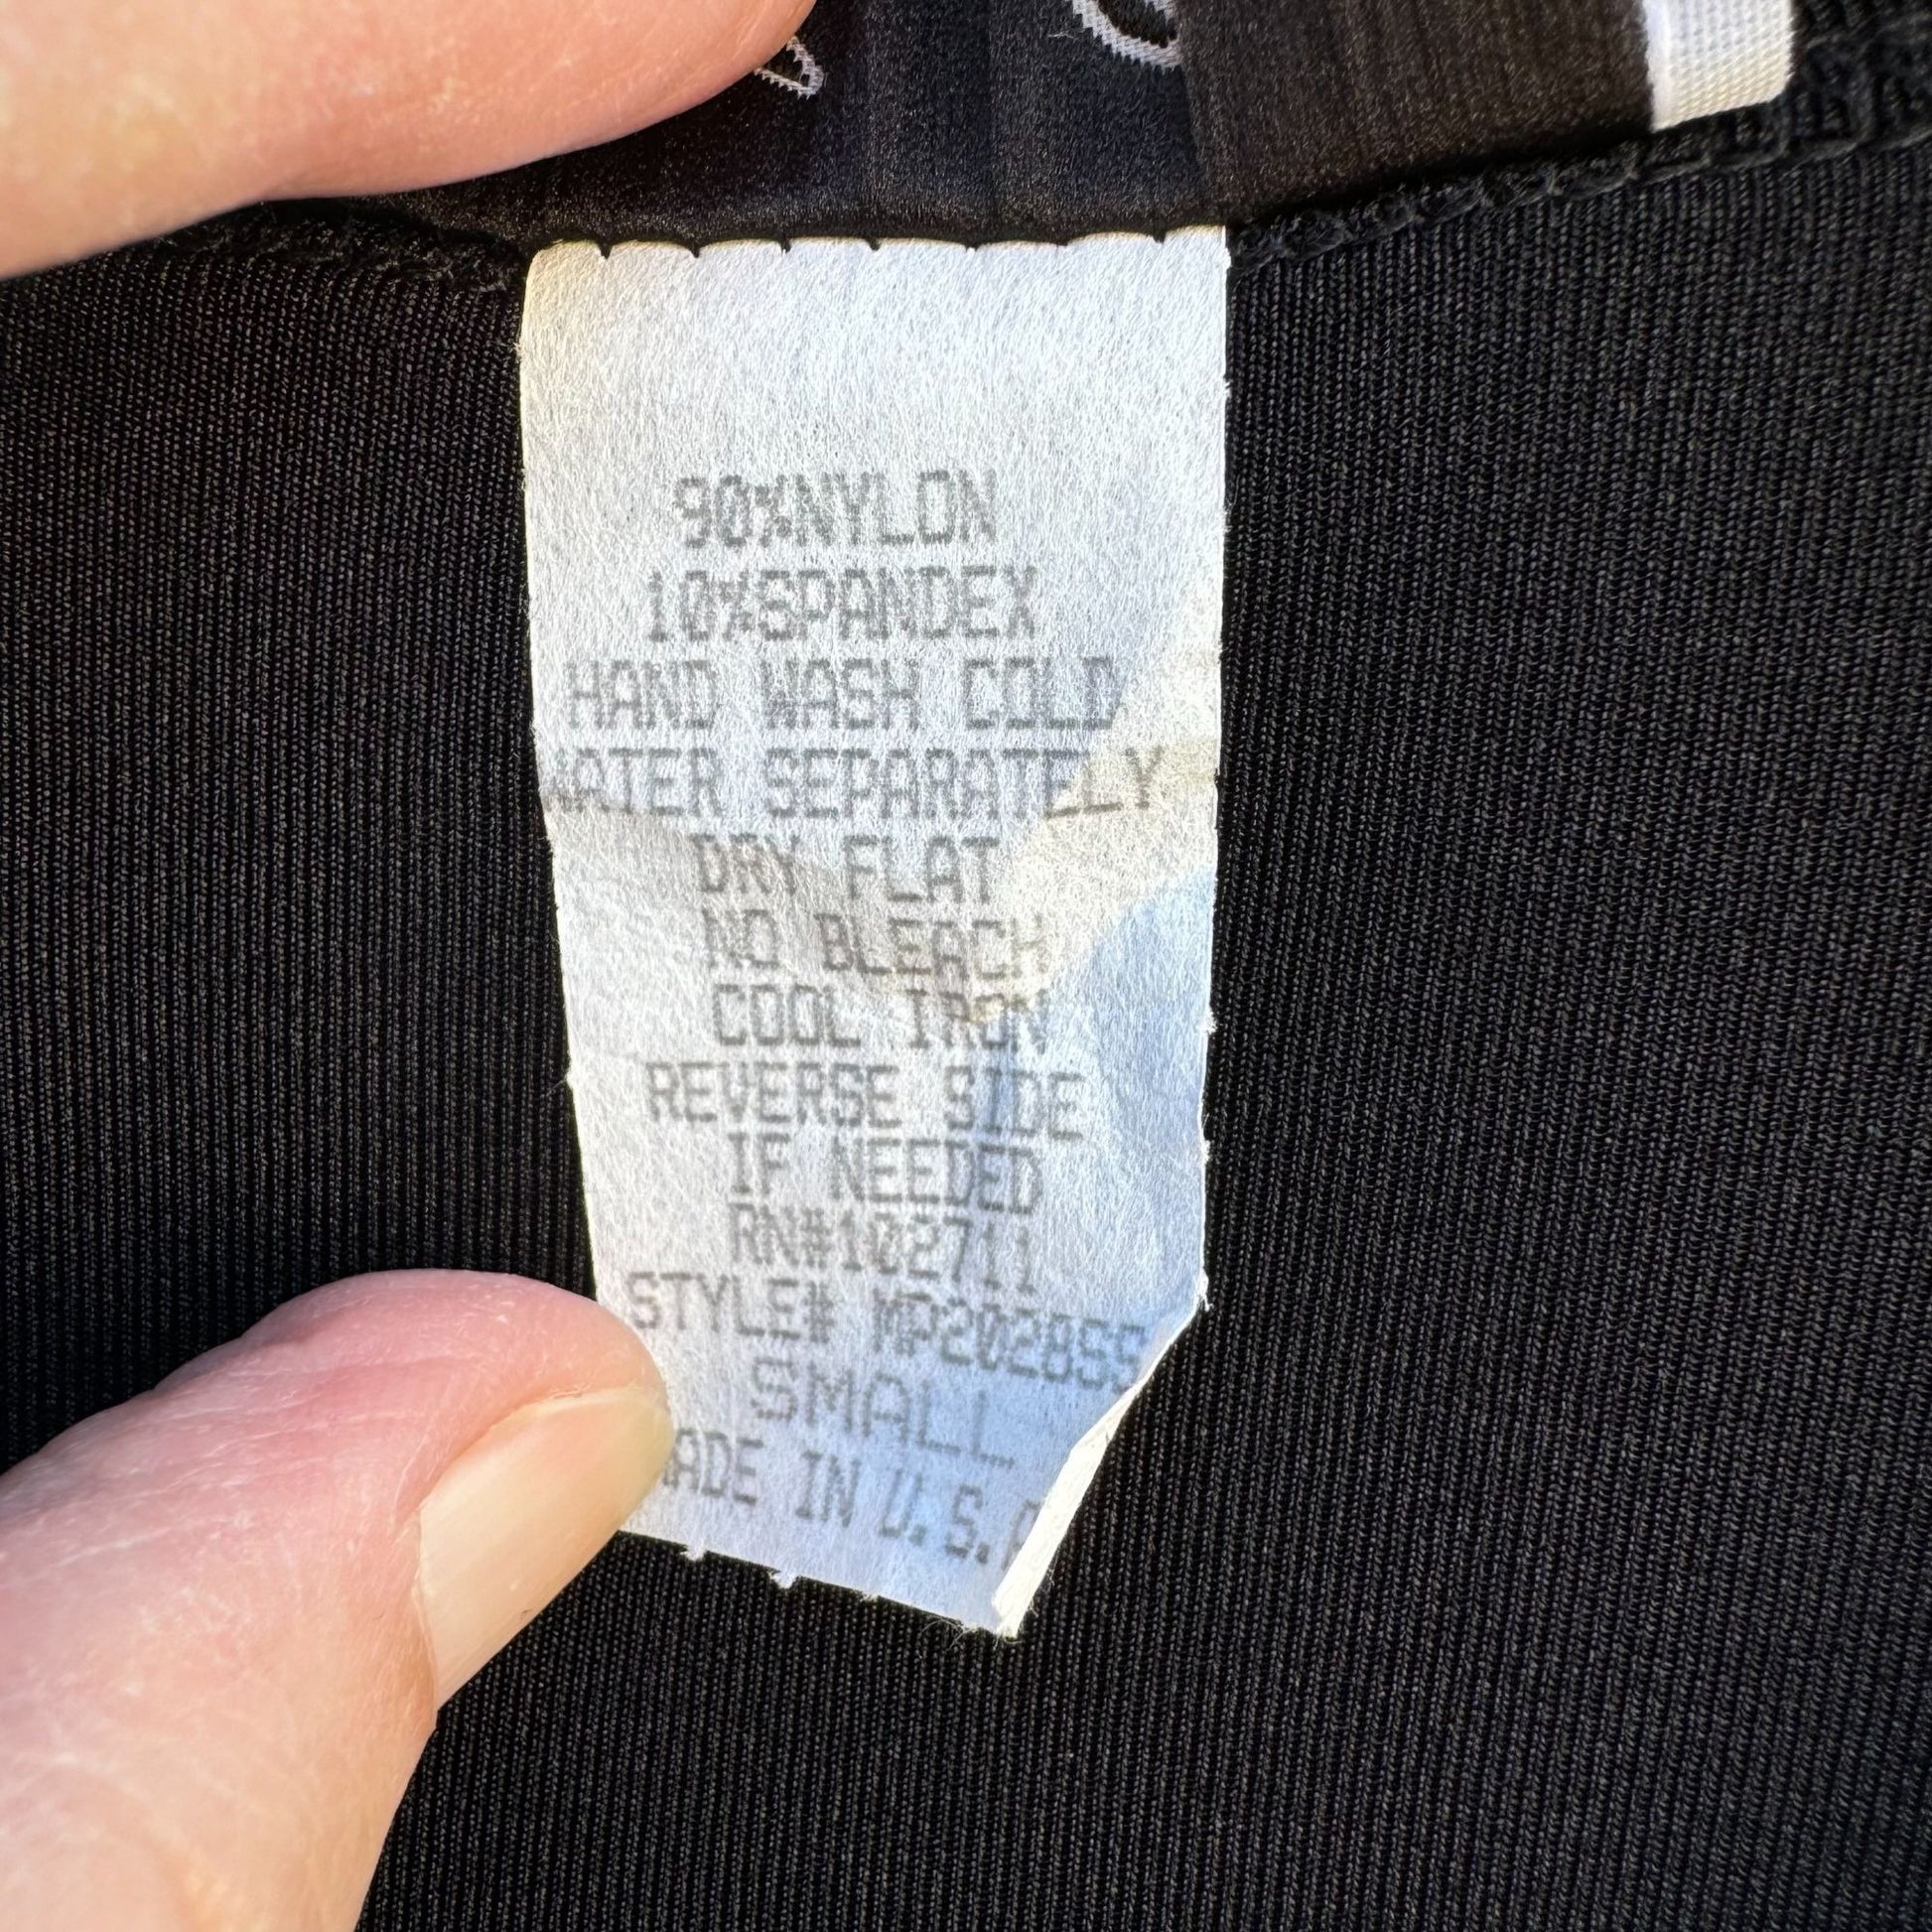 90%NYLON
10%SPANDEX
HAND WASH COLD
WATER SEPARATELY
DRY FLAT
NO BLEACH
COOL IRON
REVERSE SIDE
IF NEEDED
RN#102711
STYLE#
SMALL
MADE IN U.S.A